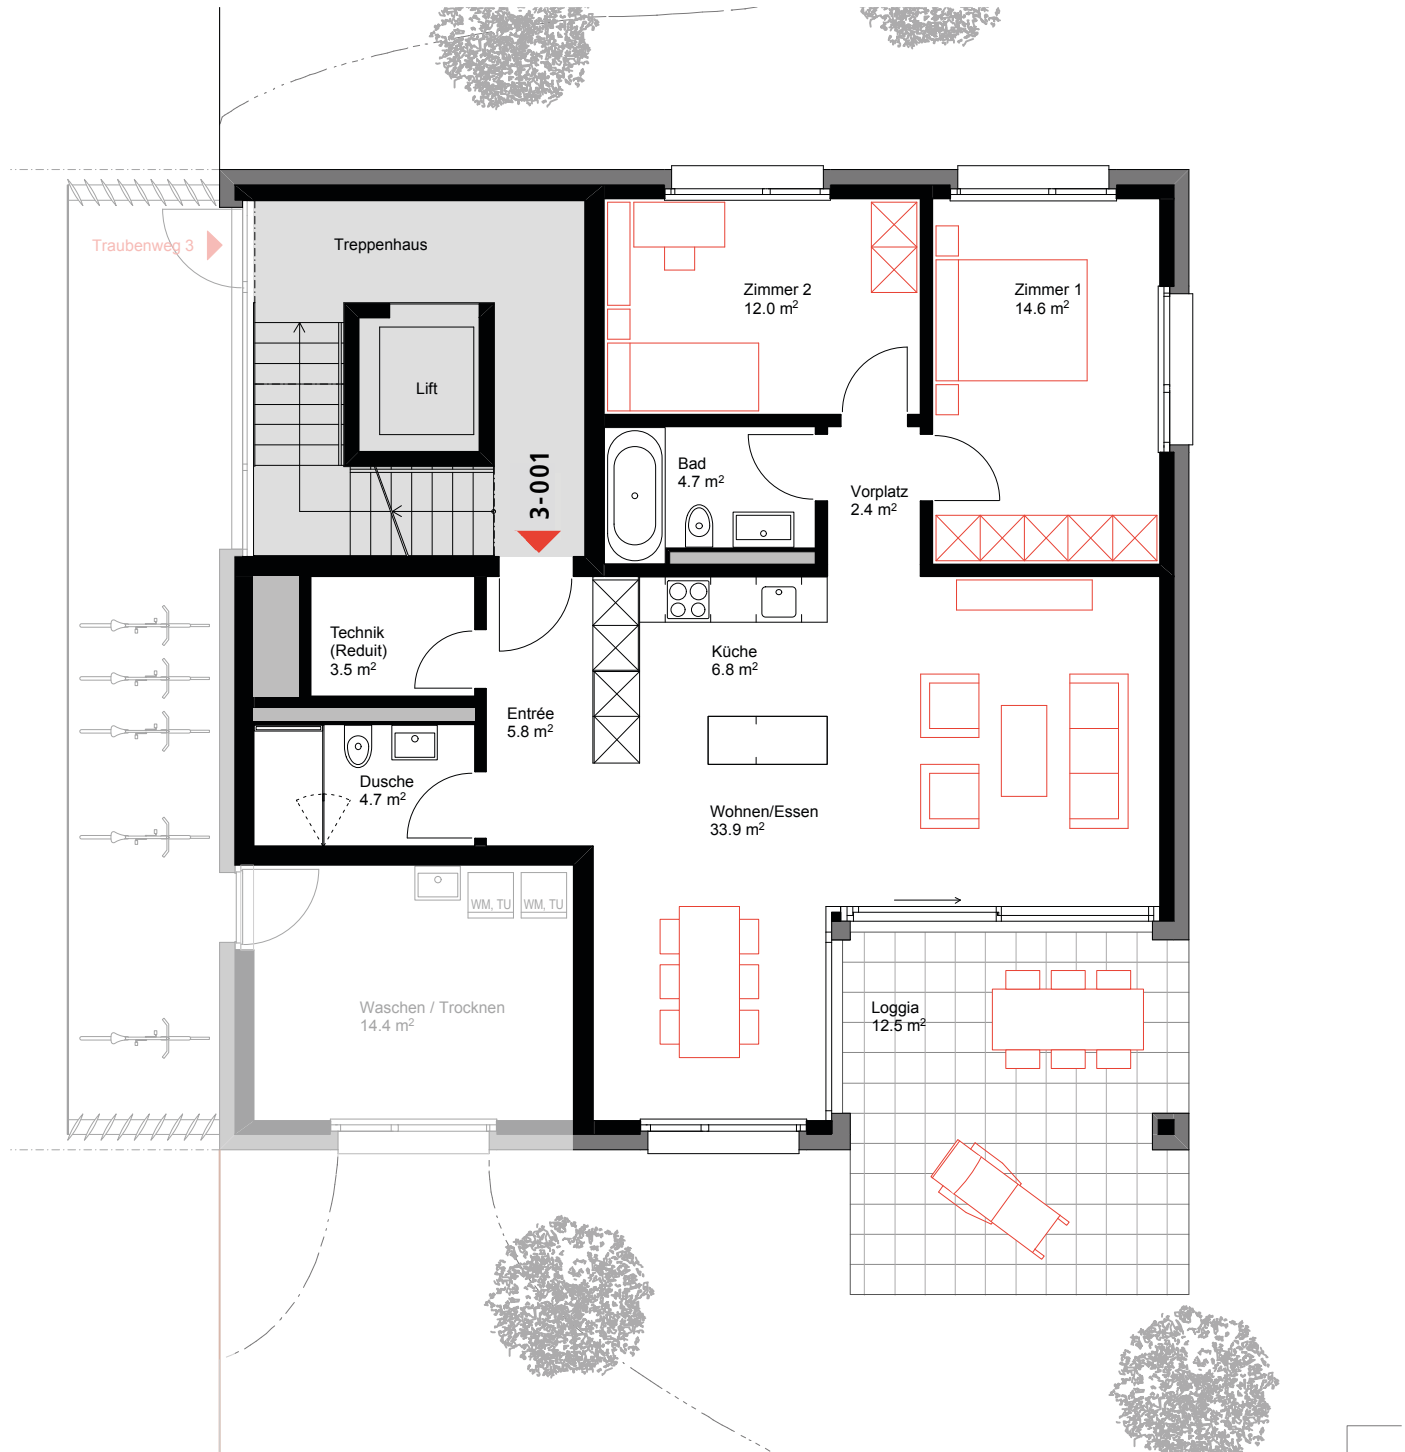 Traubenweg 3
Treppenhaus
Zimmer 2
12.0 m²
Zimmer 1
14.6 m²
Lift
3-001
Bad
4.7 m²
Vorplatz
2.4 m²
Technik
(Reduit)
3.5 m²
Küche
6.8 m²
Entrée
5.8 m²
Dusche
4.7 m²
Wohnen/Essen
33.9 m²
WM, TU
WM, TU
Waschen / Trocknen
14.4 m²
Loggia
12.5 m²